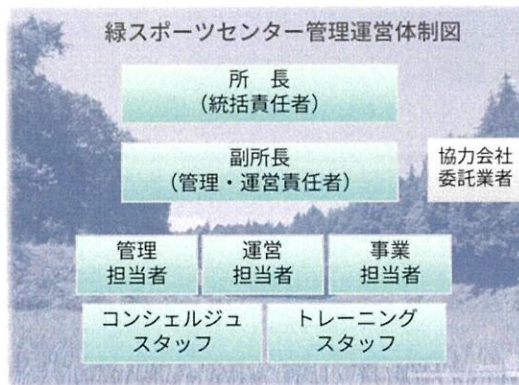 緑スポーツセンター管理運営体制図
所　長
（統括責任者）
副所長
（管理・運営責任者）
協力会社
委託業者
管理
担当者
運営
担当者
事業
担当者
コンシェルジュ
スタッフ
トレーニング
スタッフ